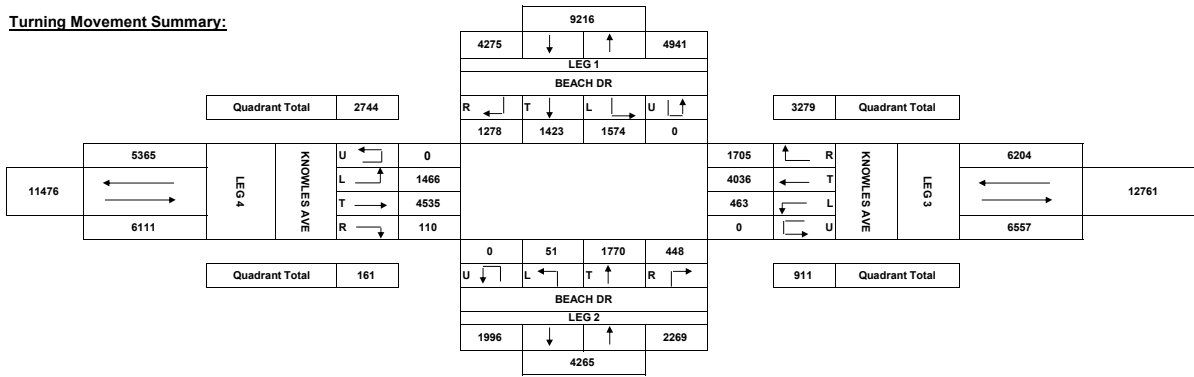 Turning Movement Summary:
9216
4275 4941
LEG 1
BEACH DR
Quadrant Total 2744
R T L U
3279 Quadrant Total
1278 1423 1574 0
5365
U 0
1705 R
6204
11476
LEG 4
KNOWLES AVE
L 1466
4036 T
KNOWLES AVE
LEG 3
12761
T 4535
463 L
6111
R 110
0 U
6557
0 51 1770 448
Quadrant Total 161
U L T R
911 Quadrant Total
BEACH DR
LEG 2
1996 2269
4265